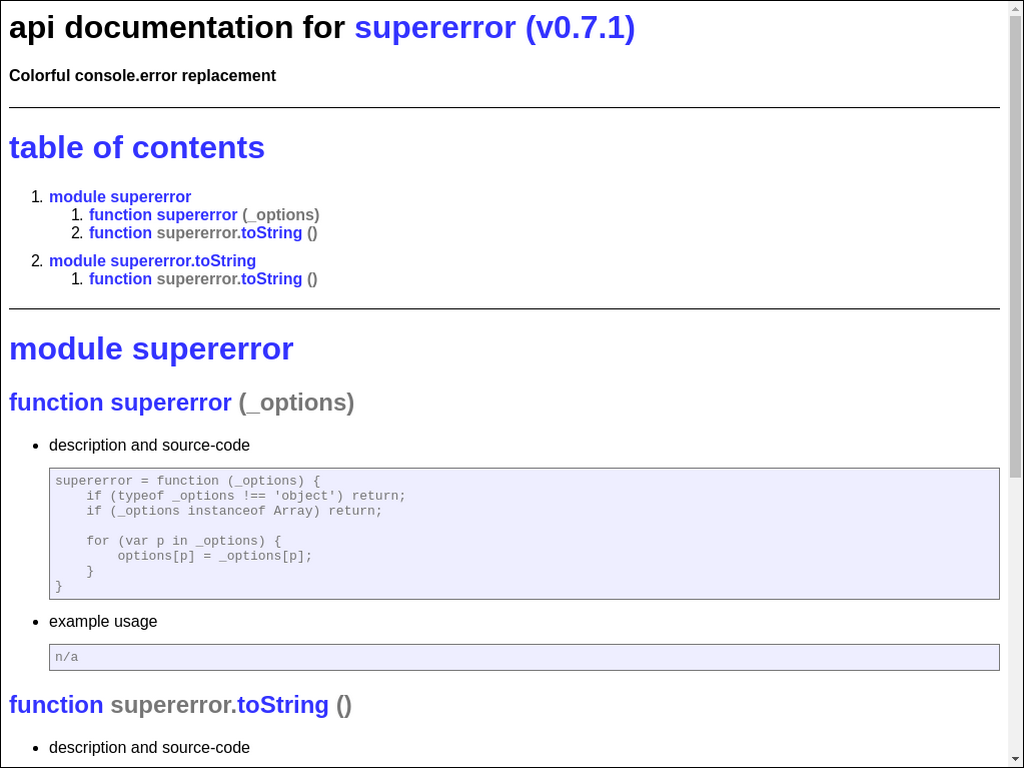 api documentation for supererror (v0.7.1)
Colorful console.error replacement
table of contents
1. module supererror
1. function supererror (_options)
2. function supererror.toString ()
2. module supererror.toString
1. function supererror.toString ()
module supererror
function supererror (_options)
• description and source-code
supererror = function (_options) {
    if (typeof _options !== 'object') return;
    if (_options instanceof Array) return;
    for (var p in _options) {
        options[p] = _options[p];
    }
}
• example usage
n/a
function supererror.toString ()
• description and source-code